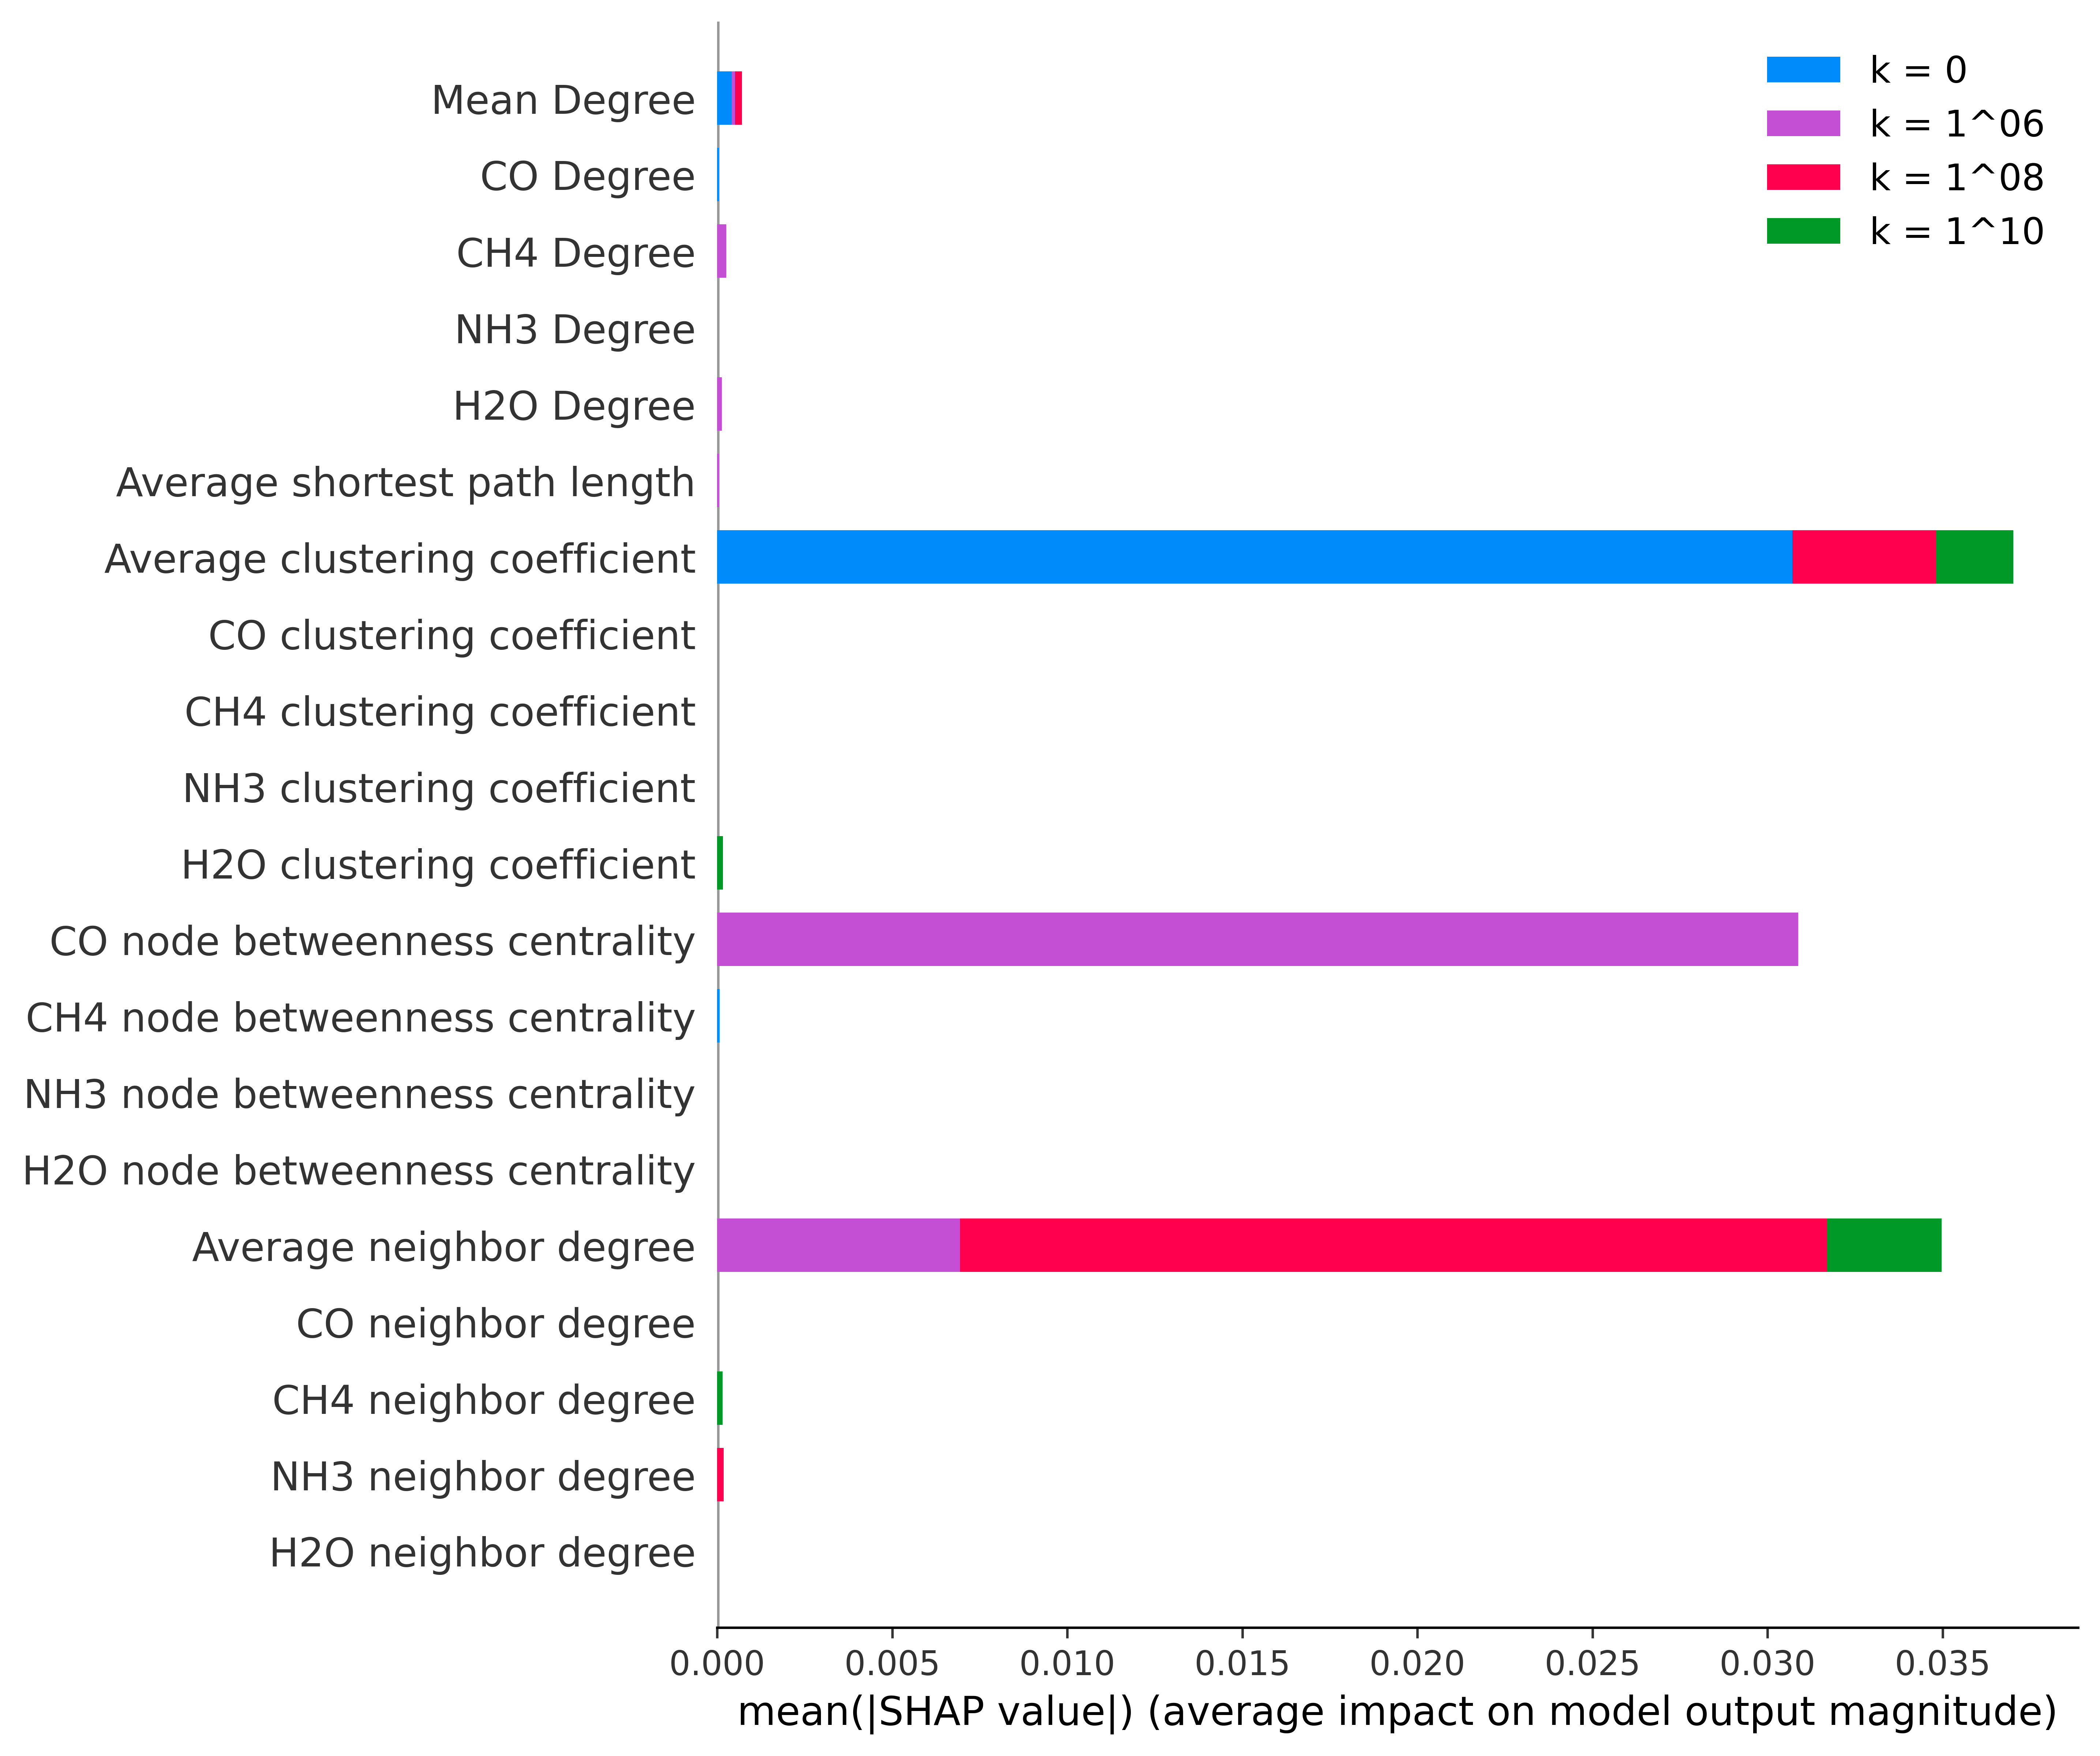 Mean Degree
CO Degree
CH4 Degree
NH3 Degree
H2O Degree
Average shortest path length
Average clustering coefficient
CO clustering coefficient
CH4 clustering coefficient
NH3 clustering coefficient
H2O clustering coefficient
CO node betweenness centrality
CH4 node betweenness centrality
NH3 node betweenness centrality
H2O node betweenness centrality
Average neighbor degree
CO neighbor degree
CH4 neighbor degree
NH3 neighbor degree
H2O neighbor degree
k = 0
k = 1^06
k = 1^08
k = 1^10
0.000 0.005 0.010 0.015 0.020 0.025 0.030 0.035
mean(|SHAP value|) (average impact on model output magnitude)